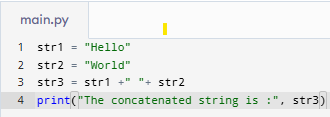 main.py
1 str1 = "Hello"
2 str2 = "World"
3 str3 = str1 +" "+ str2
4 print("The concatenated string is :", str3)